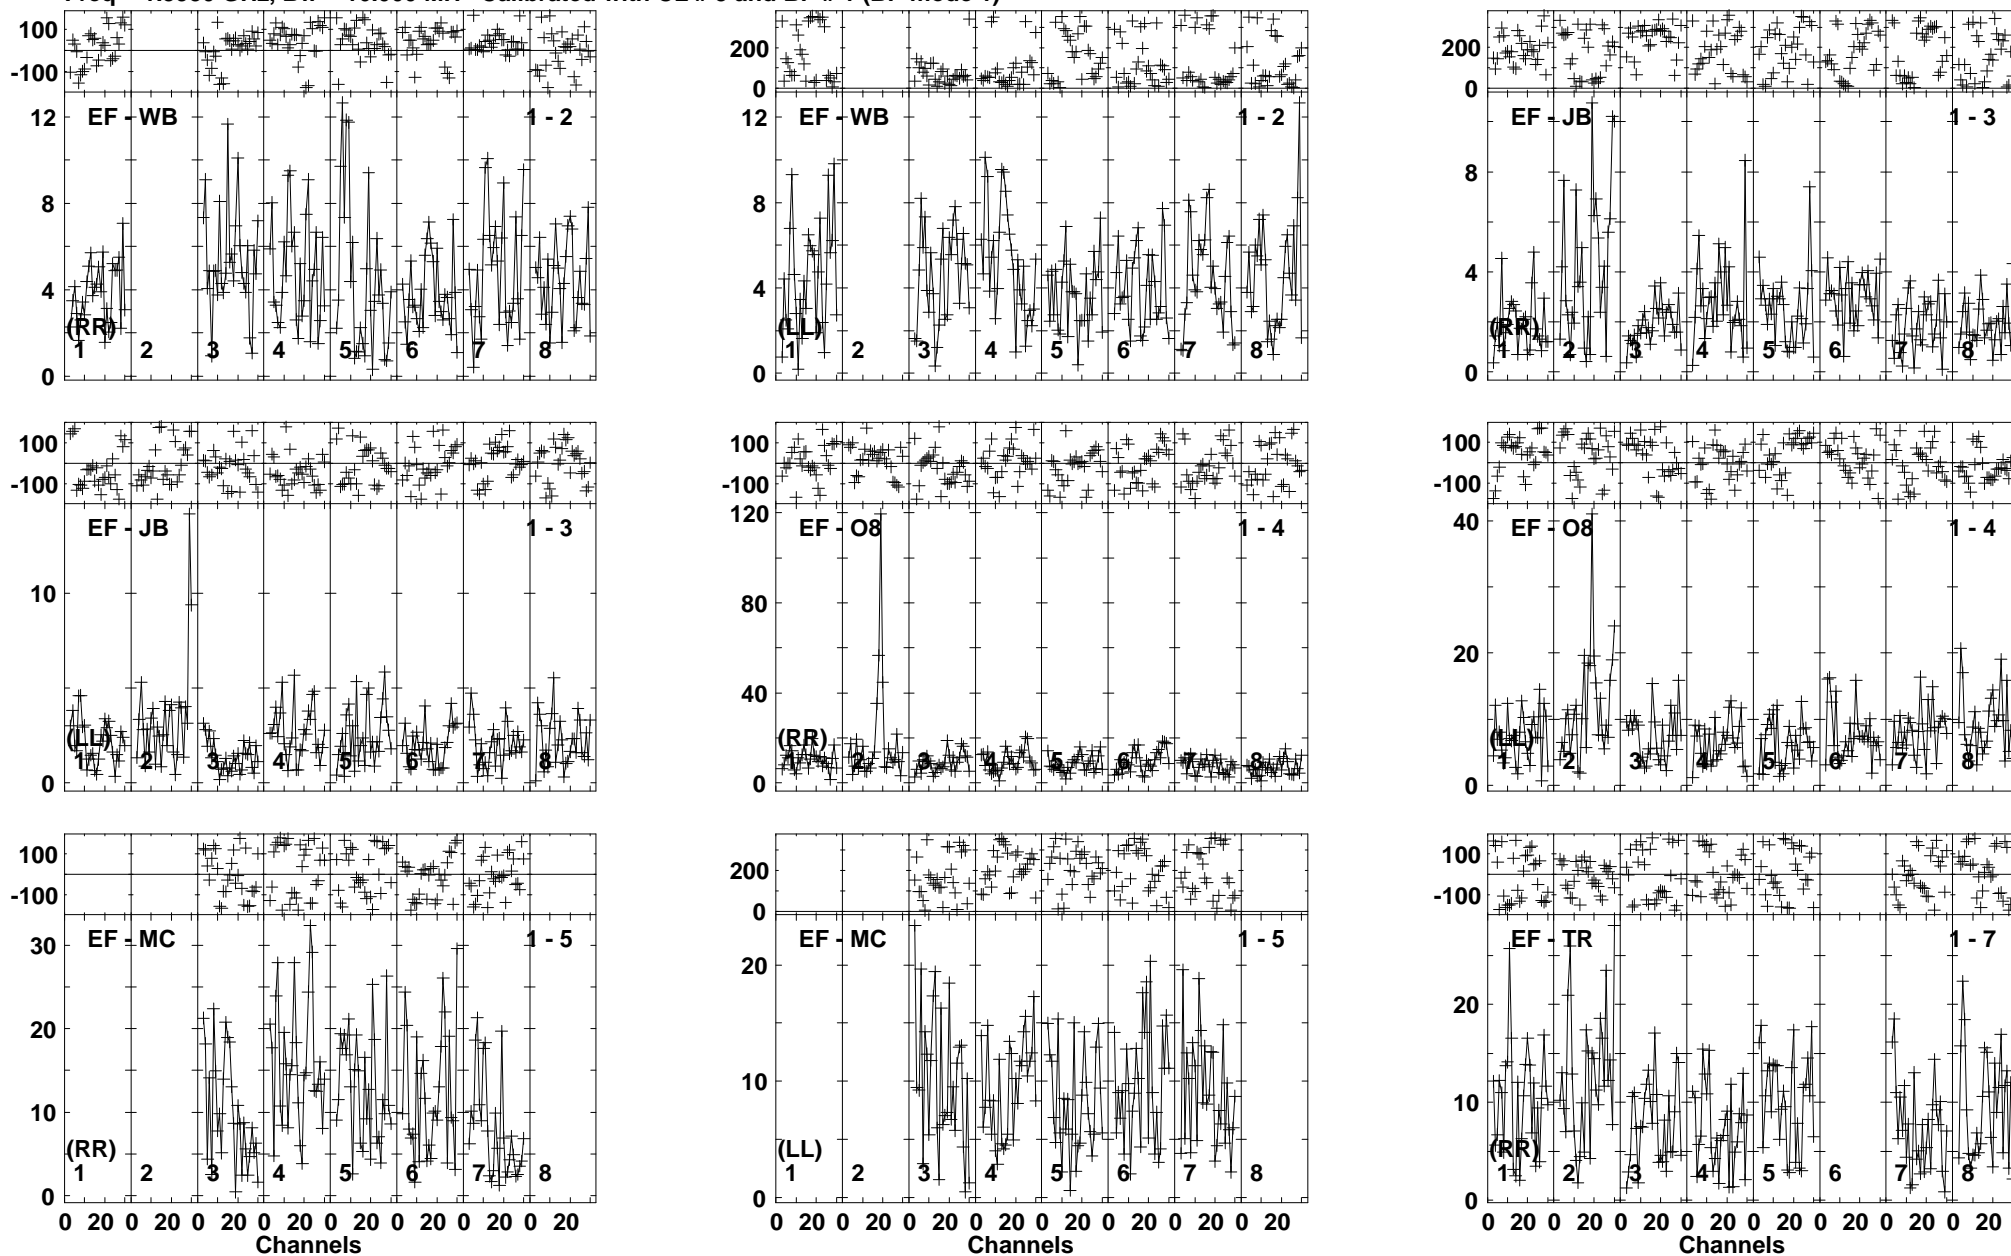 100 -100 200 0 200 0
EF - WB 1 - 2 EF - WB 1 - 2 EF - JB 1 - 3
12 8 4 0 12 8 4 0 8 4 0
(RR) (LL) (RR)
1 2 3 4 5 6 7 8 1 2 3 4 5 6 7 8 1 2 3 4 5 6 7 8
100 -100 100 -100 100 -100
EF - JB 1 - 3 EF - O8 1 - 4 EF - O8 1 - 4
10 0 120 80 40 0 40 20 0
(LL) (RR) (LL)
1 2 3 4 5 6 7 8 1 2 3 4 5 6 7 8 1 2 3 4 5 6 7 8
100 -100 200 0 100 -100
EF - MC 1 - 5 EF - MC 1 - 5 EF - TR 1 - 7
30 20 10 0 20 10 0 20 10 0
(RR) (LL) (RR)
1 2 3 4 5 6 7 8 1 2 3 4 5 6 7 8 1 2 3 4 5 6 7 8
0 20 0 20 0 20 0 20 0 20 0 20 0 20 0 20 0 20 0 20 0 20 0 20 0 20 0 20 0 20 0 20 0 20 0 20 0 20 0 20 0 20 0 20 0 20 0 20
Channels Channels Channels